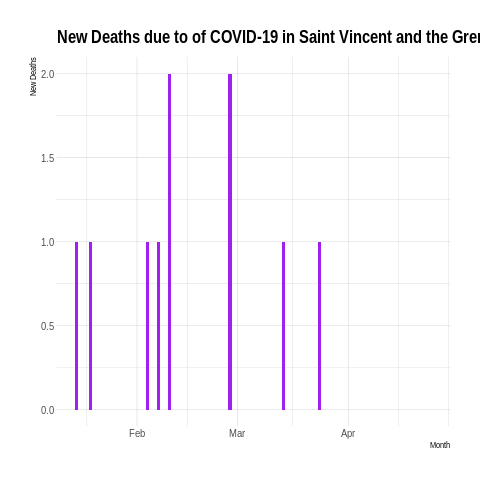 New Deaths due to of COVID-19 in Saint Vincent and the Gren
New Deaths
2.0
1.5
1.0
0.5
0.0
Feb Mar Apr
Month